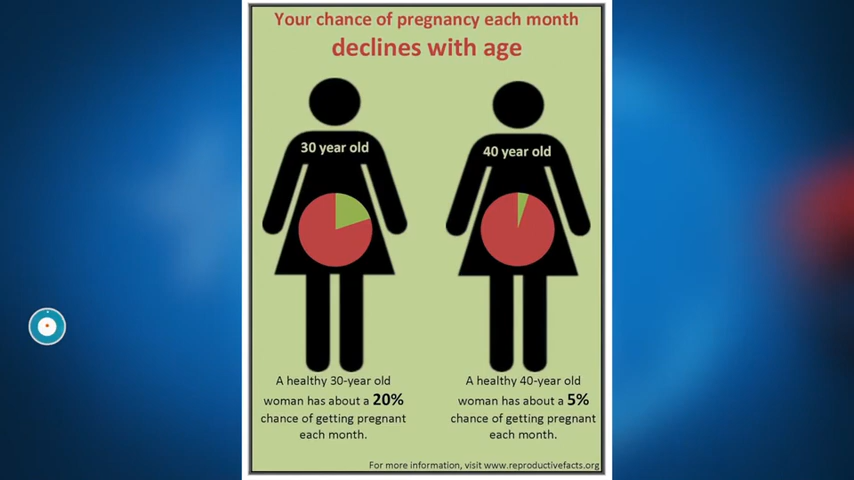 Your chance of pregnancy each month
declines with age
30 year old
40 year old
A healthy 30-year old
woman has about a 20%
chance of getting pregnant
each month.
A healthy 40-year old
woman has about a 5%
chance of getting pregnant
each month.
For more information, visit www.reproductivefacts.org